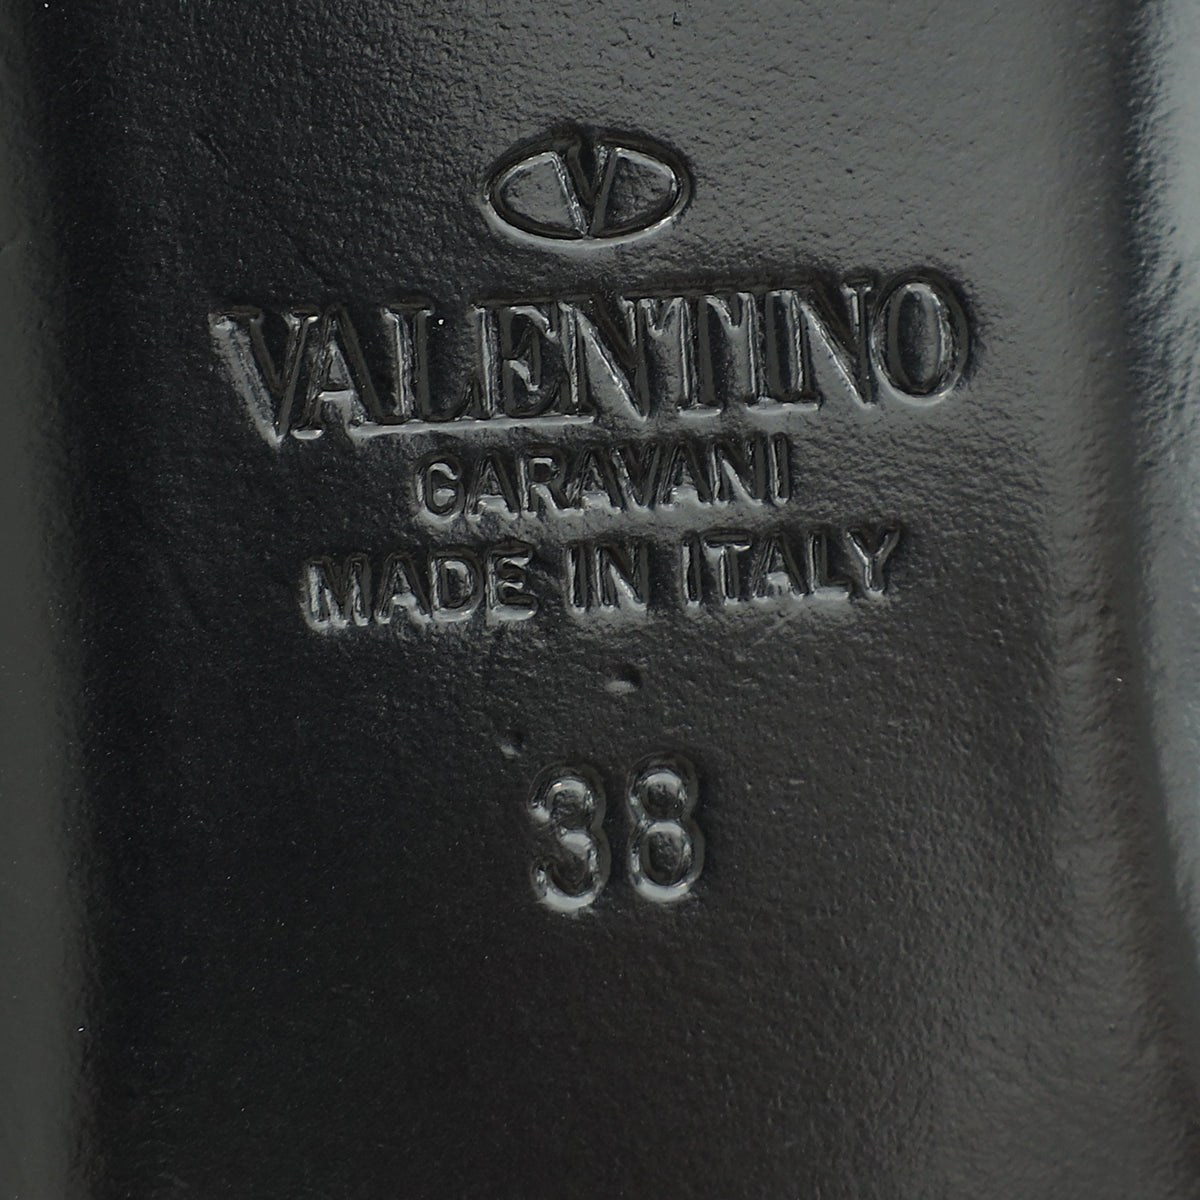 V
VALENTINO
GARAVANI
MADE IN ITALY
38